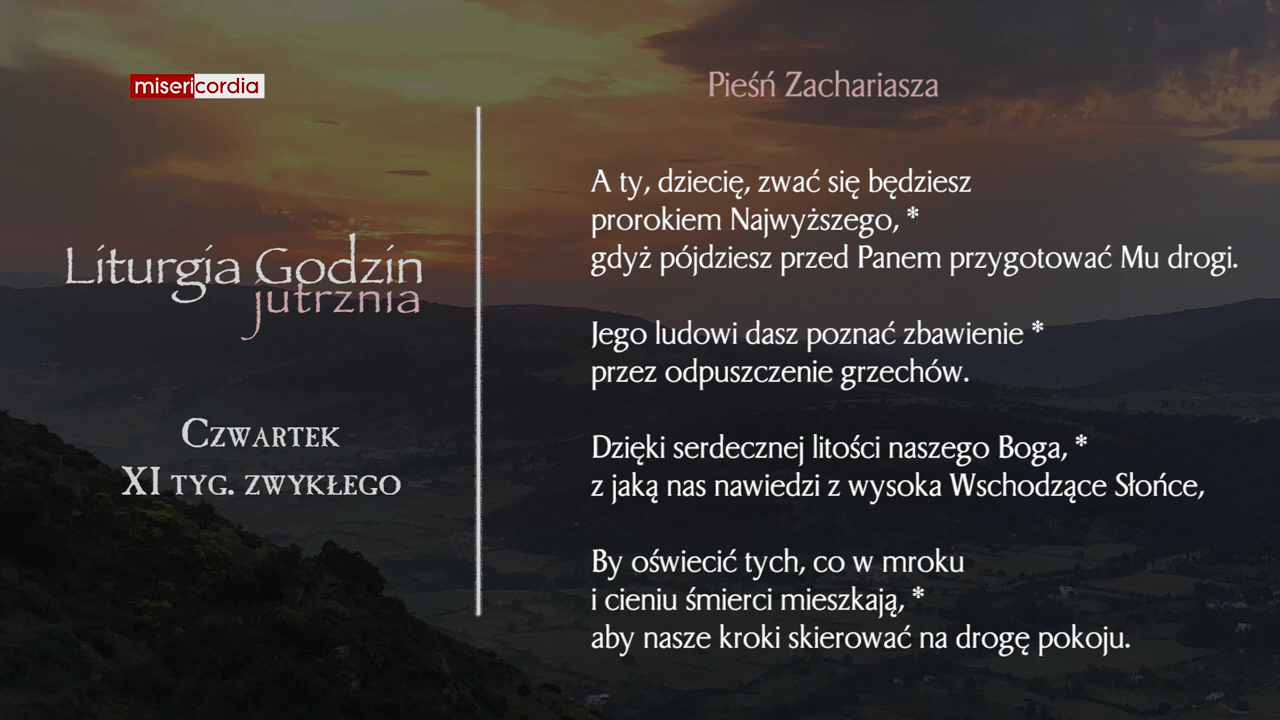 misericordia
Liturgia Godzin
jutrznia
Czwartek
XI tyg. zwykłego
Pieśń Zachariasza
A ty, dziecię, zwać się będziesz
prorokiem Najwyższego, *
gdyż pójdziesz przed Panem przygotować Mu drogi.
Jego ludowi dasz poznać zbawienie *
przez odpuszczenie grzechów.
Dzięki serdecznej litości naszego Boga, *
z jaką nas nawiedzi z wysoka Wschodzące Słońce,
By oświecić tych, co w mroku
i cieniu śmierci mieszkają, *
aby nasze kroki skierować na drogę pokoju.